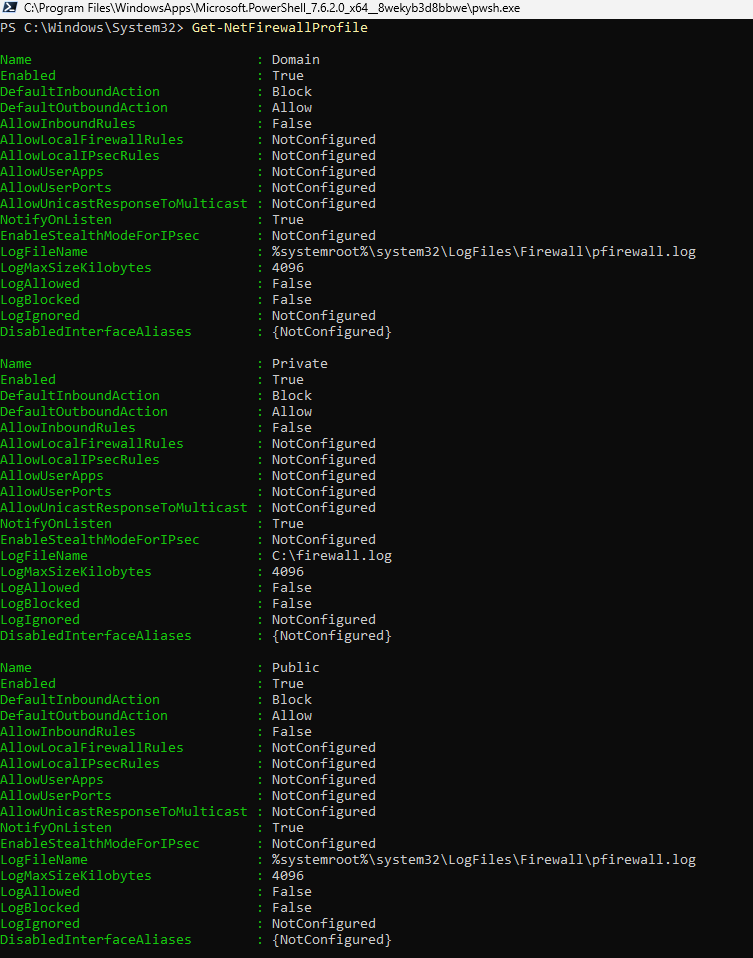 C:\Program Files\WindowsApps\Microsoft.PowerShell_7.6.2.0_x64__8wekyb3d8bbwe\pwsh.exe
PS C:\Windows\System32> Get-NetFirewallProfile
Name : Domain
Enabled : True
DefaultInboundAction : Block
DefaultOutboundAction : Allow
AllowInboundRules : False
AllowLocalFirewallRules : NotConfigured
AllowLocalIPsecRules : NotConfigured
AllowUserApps : NotConfigured
AllowUserPorts : NotConfigured
AllowUnicastResponseToMulticast : NotConfigured
NotifyOnListen : True
EnableStealthModeForIPsec : NotConfigured
LogFileName : %systemroot%\system32\LogFiles\Firewall\pfirewall.log
LogMaxSizeKilobytes : 4096
LogAllowed : False
LogBlocked : False
LogIgnored : NotConfigured
DisabledInterfaceAliases : {NotConfigured}
Name : Private
Enabled : True
DefaultInboundAction : Block
DefaultOutboundAction : Allow
AllowInboundRules : False
AllowLocalFirewallRules : NotConfigured
AllowLocalIPsecRules : NotConfigured
AllowUserApps : NotConfigured
AllowUserPorts : NotConfigured
AllowUnicastResponseToMulticast : NotConfigured
NotifyOnListen : True
EnableStealthModeForIPsec : NotConfigured
LogFileName : C:\firewall.log
LogMaxSizeKilobytes : 4096
LogAllowed : False
LogBlocked : False
LogIgnored : NotConfigured
DisabledInterfaceAliases : {NotConfigured}
Name : Public
Enabled : True
DefaultInboundAction : Block
DefaultOutboundAction : Allow
AllowInboundRules : False
AllowLocalFirewallRules : NotConfigured
AllowLocalIPsecRules : NotConfigured
AllowUserApps : NotConfigured
AllowUserPorts : NotConfigured
AllowUnicastResponseToMulticast : NotConfigured
NotifyOnListen : True
EnableStealthModeForIPsec : NotConfigured
LogFileName : %systemroot%\system32\LogFiles\Firewall\pfirewall.log
LogMaxSizeKilobytes : 4096
LogAllowed : False
LogBlocked : False
LogIgnored : NotConfigured
DisabledInterfaceAliases : {NotConfigured}